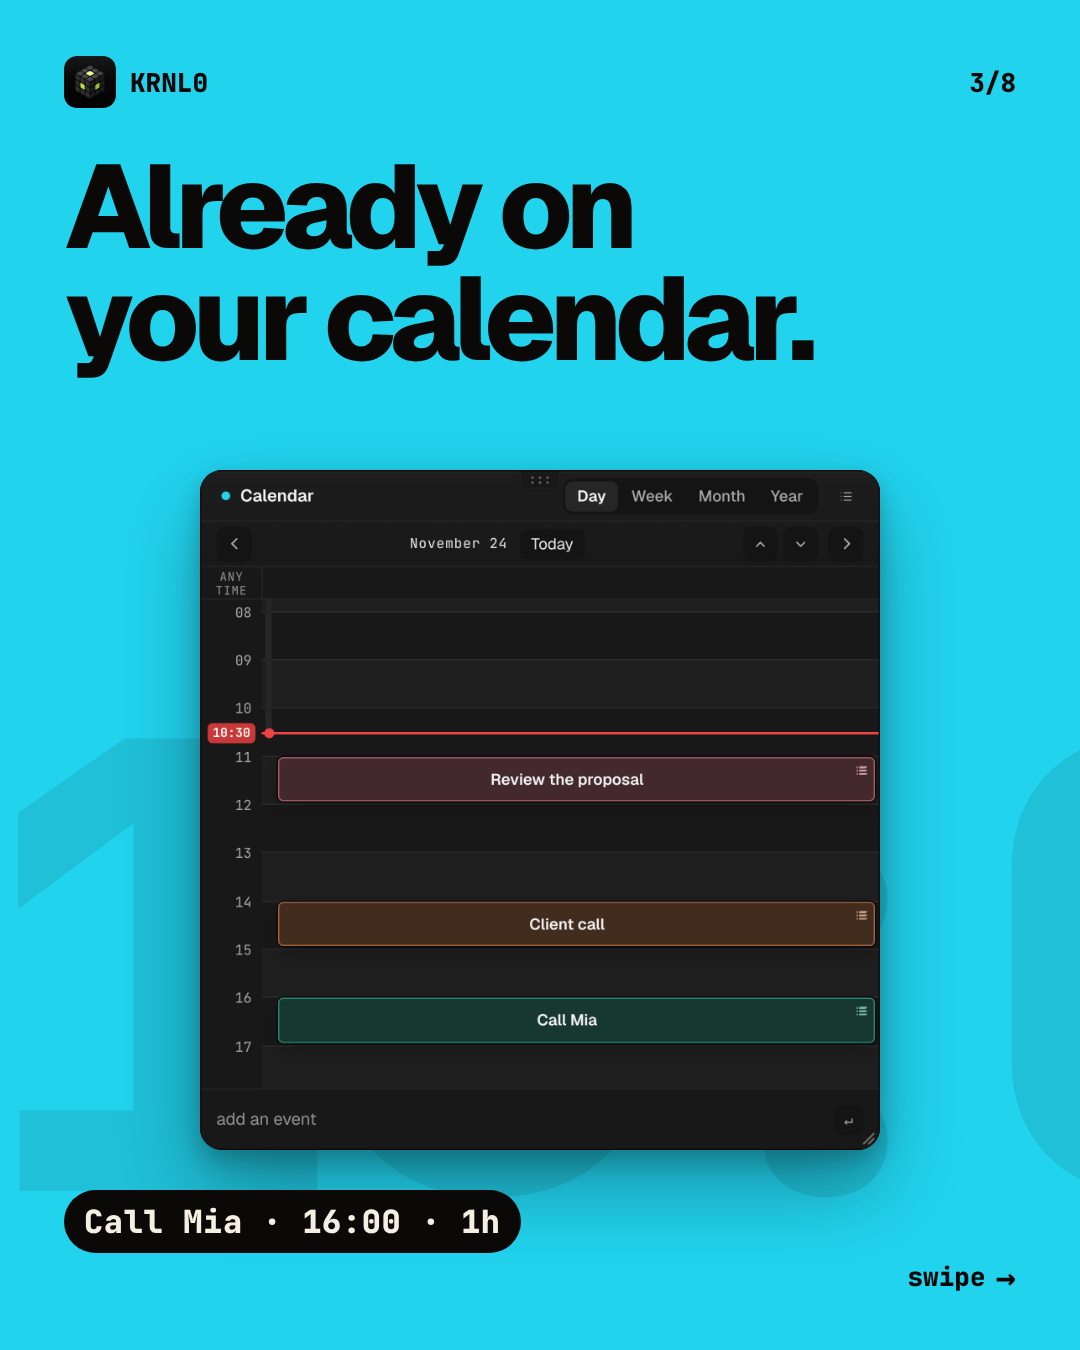 KRNL0
3/8
Already on
your calendar.
Calendar
Day Week Month Year
November 24 Today
ANY
TIME
08
09
10
10:30
11
Review the proposal
12
13
14
Client call
15
16
Call Mia
17
add an event
Call Mia · 16:00 · 1h
swipe →